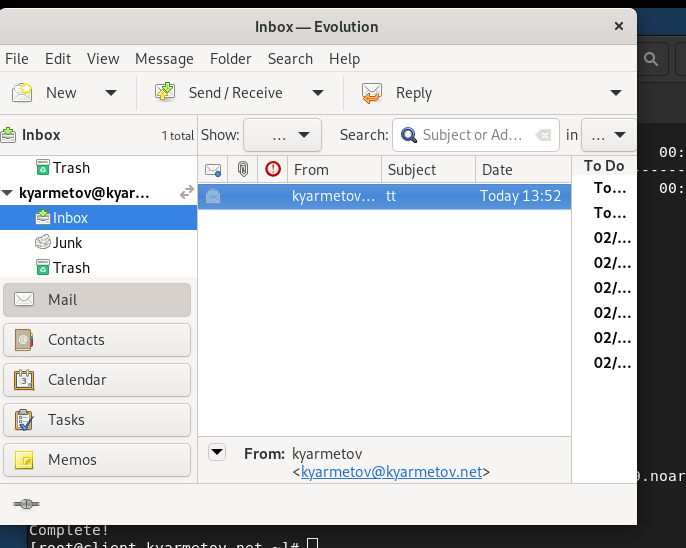 Inbox — Evolution
File Edit View Message Folder Search Help
New Send / Receive Reply
Inbox 1 total Show: ... Search: Subject or Ad... in ...
Trash
kyarmetov@kyar...
Inbox
Junk
Trash
Mail
Contacts
Calendar
3
Tasks
Memos
From Subject Date
kyarmetov... tt Today 13:52
From: kyarmetov
<kyarmetov@kyarmetov.net>
To Do
To...
To...
02/...
02/...
02/...
02/...
02/...
02/...
00:
00:
0.noar
Complete!
[root@client.kyarmetov.net ~]#